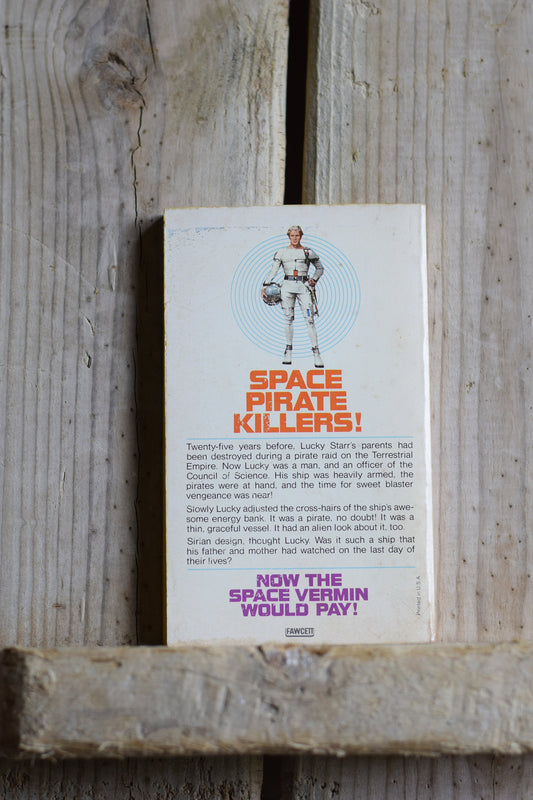 SPACE
PIRATE
KILLERS!
Twenty-five years before, Lucky Starr's parents had
been destroyed during a pirate raid on the Terrestrial
Empire. Now Lucky was a man, and an officer of the
Council of Science. His ship was heavily armed, the
pirates were at hand, and the time for sweet blaster
vengeance was near!
Slowly Lucky adjusted the cross-hairs of the ship's awe-
some energy bank. It was a pirate, no doubt! It was a
thin, graceful vessel. It had an alien look about it, too.
Sirian design, thought Lucky. Was it such a ship that
his father and mother had watched on the last day of
their lives?
NOW THE
SPACE VERMIN
WOULD PAY!
FAWCETT
Printed in U.S.A.